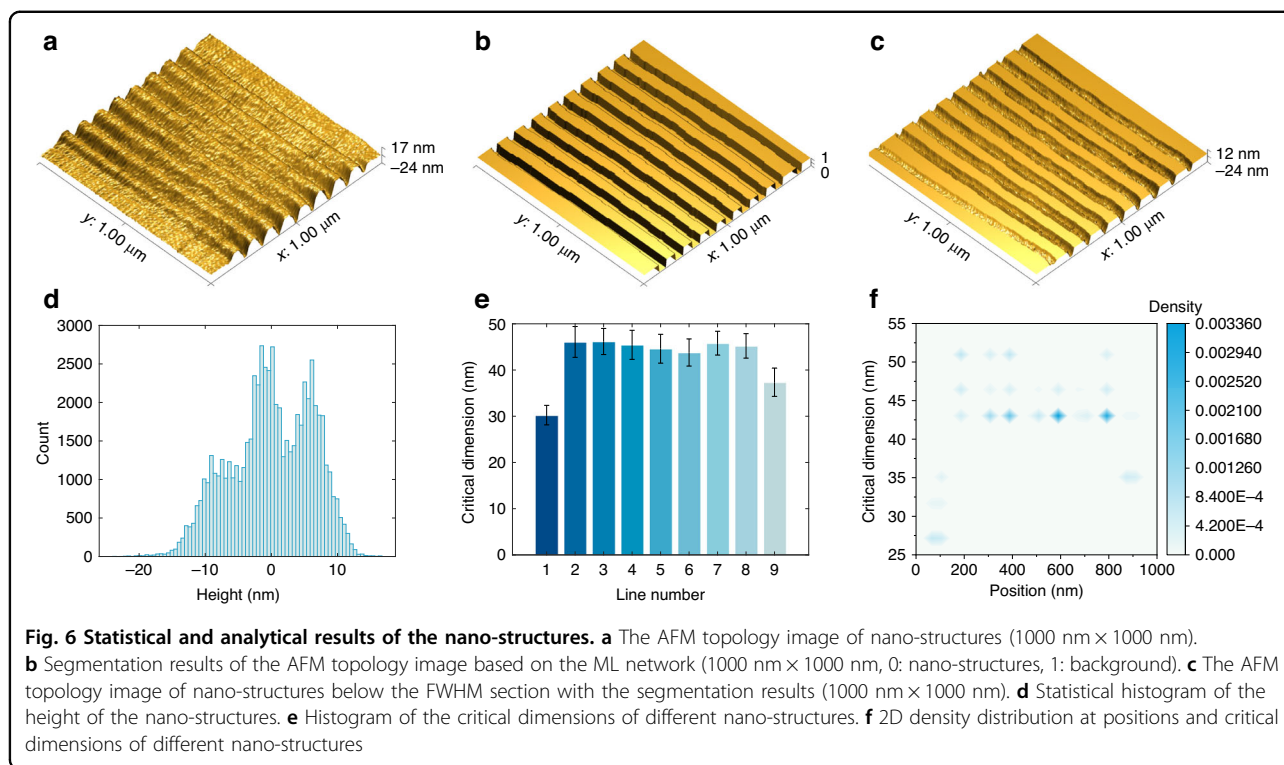 a
b
c
17 nm
−24 nm
y: 1.00 μm
x: 1.00 μm
1
0
y: 1.00 μm
x: 1.00 μm
12 nm
−24 nm
y: 1.00 μm
x: 1.00 μm
d
3000
2500
2000
1500
1000
500
0
Count
−20
−10
0
10
Height (nm)
e
50
40
30
20
10
0
Critical dimension (nm)
1 2 3 4 5 6 7 8 9
Line number
f
55
50
45
40
35
30
25
Critical dimension (nm)
0 200 400 600 800 1000
Position (nm)
Density
0.003360
0.002940
0.002520
0.002100
0.001680
0.001260
8.400E−4
4.200E−4
0.000
Fig. 6 Statistical and analytical results of the nano-structures. a The AFM topology image of nano-structures (1000 nm × 1000 nm).
b Segmentation results of the AFM topology image based on the ML network (1000 nm × 1000 nm, 0: nano-structures, 1: background). c The AFM
topology image of nano-structures below the FWHM section with the segmentation results (1000 nm × 1000 nm). d Statistical histogram of the
height of the nano-structures. e Histogram of the critical dimensions of different nano-structures. f 2D density distribution at positions and critical
dimensions of different nano-structures